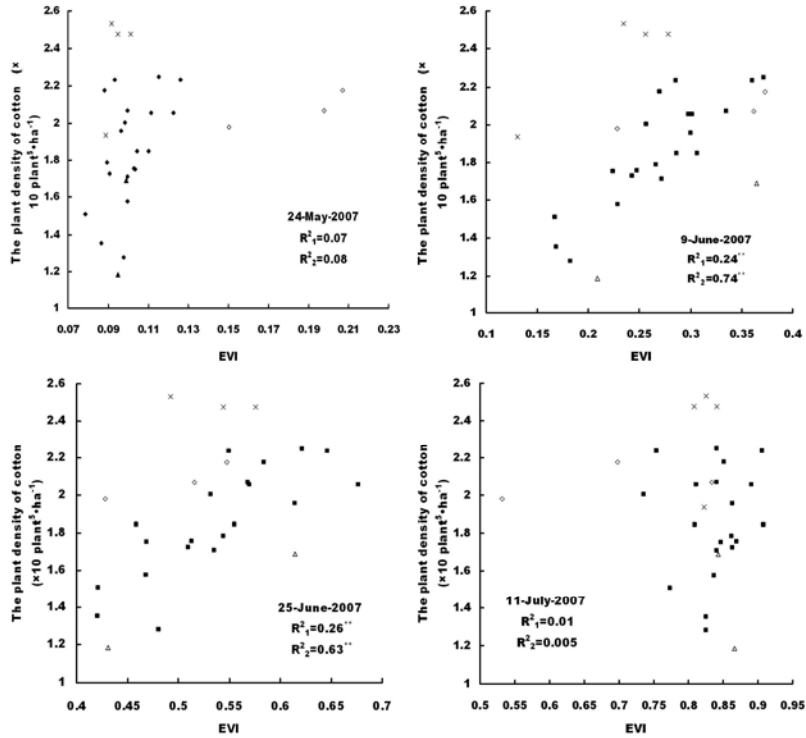 The plant density of cotton (×
10 plant⁵•ha⁻¹)
2.6
2.4
2.2
2
1.8
1.6
1.4
1.2
1
24-May-2007
R²₁=0.07
R²₂=0.08
0.07 0.09 0.11 0.13 0.15 0.17 0.19 0.21 0.23
EVI
The plant density of cotton (×
10 plant⁵•ha⁻¹)
2.6
2.4
2.2
2
1.8
1.6
1.4
1.2
1
9-June-2007
R²₁=0.24**
R²₂=0.74**
0.1 0.15 0.2 0.25 0.3 0.35 0.4
EVI
The plant density of cotton
(×10 plant⁵•ha⁻¹)
2.6
2.4
2.2
2
1.8
1.6
1.4
1.2
1
25-June-2007
R²₁=0.26**
R²₂=0.63**
0.4 0.45 0.5 0.55 0.6 0.65 0.7
EVI
The plant density of cotton
(×10 plant⁵•ha⁻¹)
2.6
2.4
2.2
2
1.8
1.6
1.4
1.2
1
11-July-2007
R²₁=0.01
R²₂=0.005
0.5 0.55 0.6 0.65 0.7 0.75 0.8 0.85 0.9 0.95
EVI